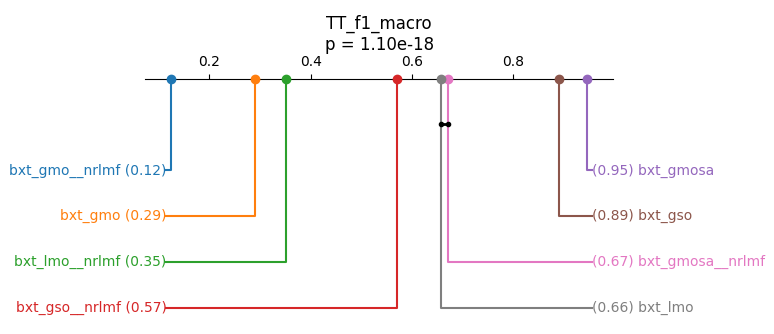 TT_f1_macro
p = 1.10e-18
0.2 0.4 0.6 0.8
bxt_gmo__nrlmf (0.12) (0.95) bxt_gmosa
bxt_gmo (0.29) (0.89) bxt_gso
bxt_lmo__nrlmf (0.35) (0.67) bxt_gmosa__nrlmf
bxt_gso__nrlmf (0.57) (0.66) bxt_lmo